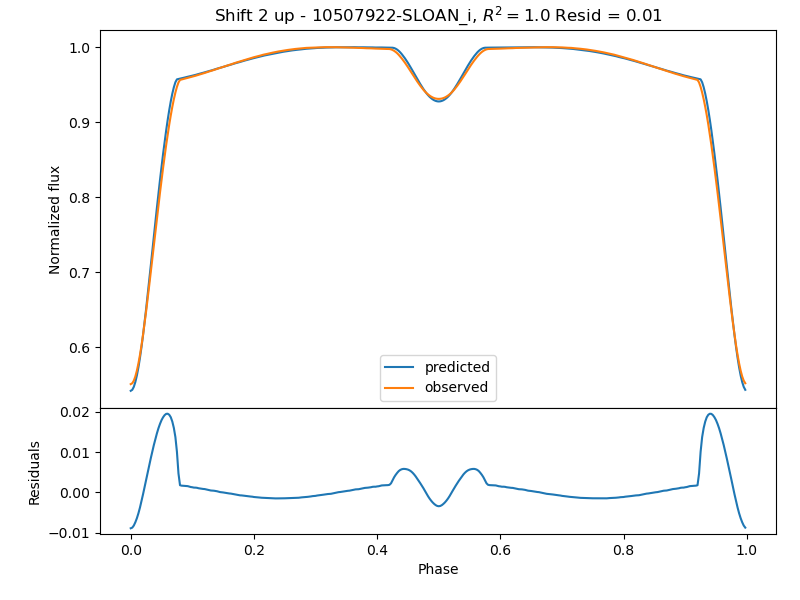 Shift 2 up - 10507922-SLOAN_i, R² = 1.0 Resid = 0.01
1.0
0.9
0.8
0.7
0.6
Normalized flux
predicted
observed
0.02
0.01
0.00
−0.01
Residuals
0.0 0.2 0.4 0.6 0.8 1.0
Phase